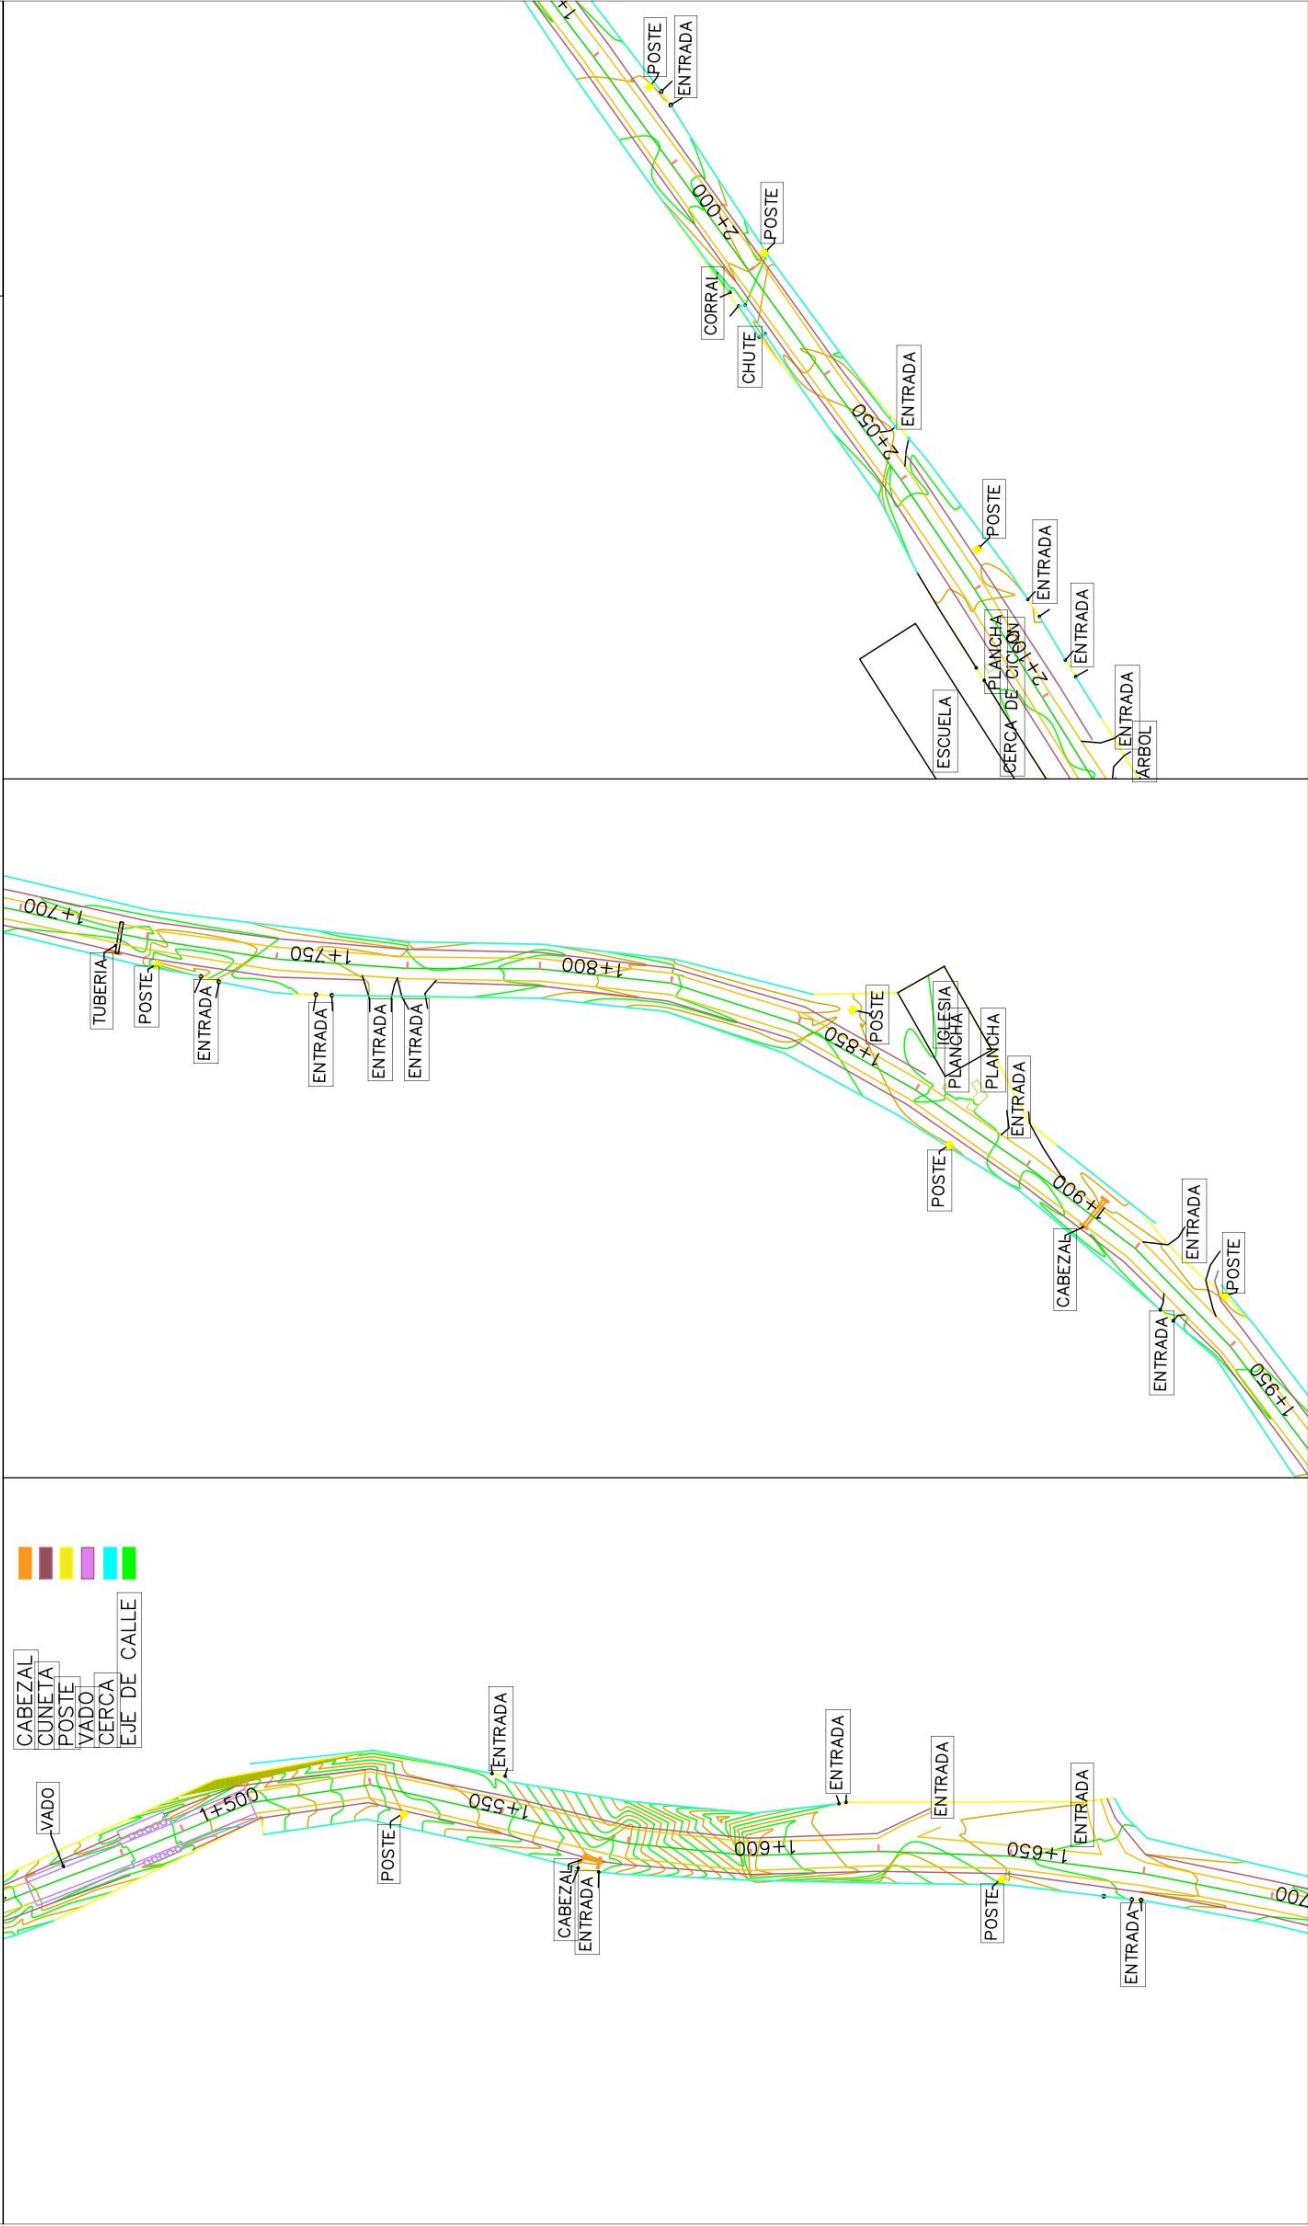 CABEZAL
CUNETA
POSTE
VADO
CERCA
EJE DE CALLE
VADO
1+500
POSTE
ENTRADA
1+550
CABEZAL
ENTRADA
1+600
ENTRADA
ENTRADA
POSTE
1+650
ENTRADA
ENTRADA
700
1+700
TUBERIA
POSTE
ENTRADA
1+750
ENTRADA
ENTRADA
ENTRADA
1+800
1+850
POSTE
IGLESIA
PLANCHA
PLANCHA
ENTRADA
POSTE
1+900
CABEZAL
ENTRADA
ENTRADA
POSTE
1+950
1+
POSTE
ENTRADA
2+000
POSTE
CORRAL
CHUTE
2+050
ENTRADA
POSTE
ENTRADA
ENTRADA
PLANCHA
CERCA DE CICLON
ESCUELA
ENTRADA
ÁRBOL